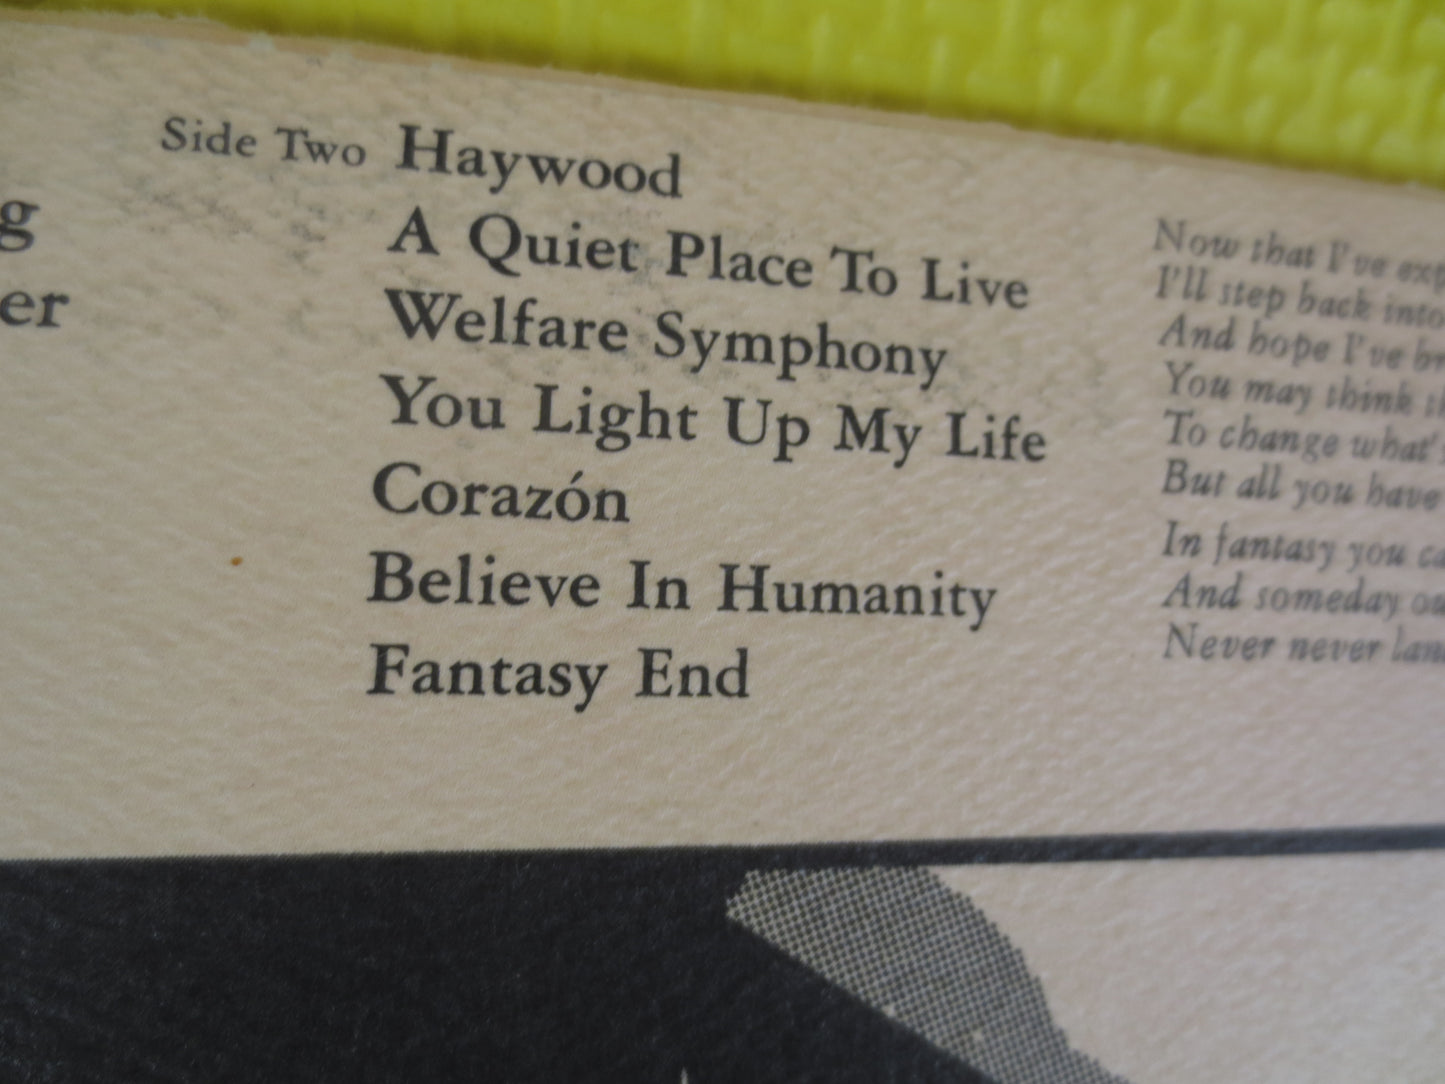 Side Two Haywood
A Quiet Place To Live
Welfare Symphony
You Light Up My Life
Corazón
Believe In Humanity
Fantasy End
g
er
Now that I've
I'll step back into
And hope I've
You may think
To change what's
But all you have
In fantasy you
And someday
Never never